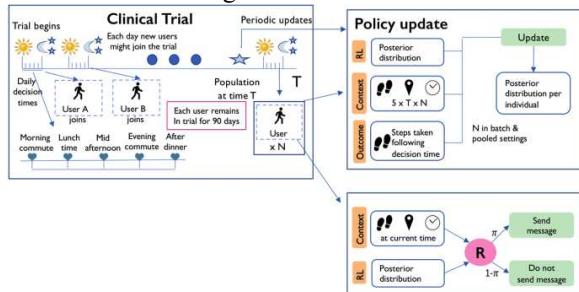 Clinical Trial
Trial begins
Each day new users
might join the trial
Periodic updates
Daily
decision
times
User A
joins
User B
joins
Population
at time T
T
Each user remains
In trial for 90 days
User
x N
Morning
commute
Lunch
time
Mid
afternoon
Evening
commute
After
dinner
Policy update
RL
Posterior
distribution
Update
Context
5 x T x N
Posterior
distribution per
individual
Outcome
Steps taken
following
decision time
N in batch &
pooled settings
Context
at current time
RL
Posterior
distribution
R
π
1-π
Send
message
Do not
send message